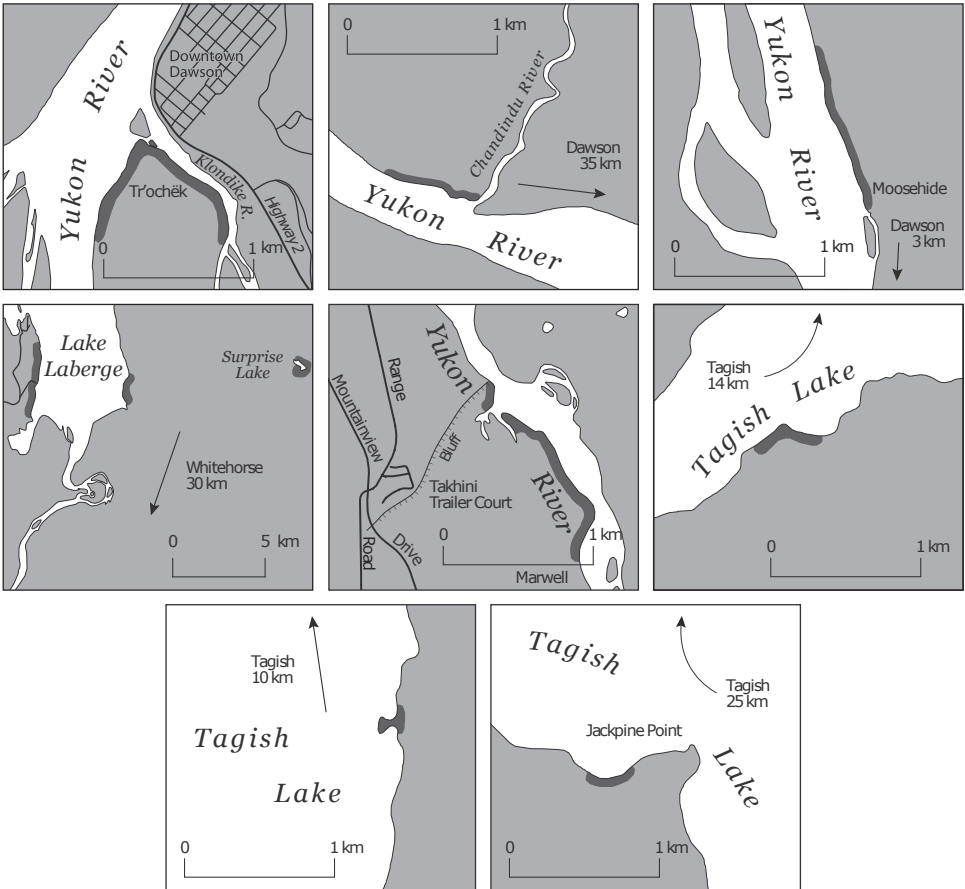 River
Yukon
Downtown
Dawson
Tr'ochëk
Klondike R.
Highway 2
0
1 km
0
1 km
Chandindu River
Dawson
35 km
Yukon
River
Yukon
River
Moosehide
Dawson
3 km
0
1 km
Lake
Laberge
Surprise
Lake
Whitehorse
30 km
0
5 km
Yukon
River
Range
Mountainview
Bluff
Takhini
Trailer Court
Road
Drive
0
1 km
Marwell
Tagish
14 km
Tagish
Lake
0
1 km
Tagish
10 km
Tagish
Lake
0
1 km
Tagish
Tagish
25 km
Jackpine Point
Lake
0
1 km